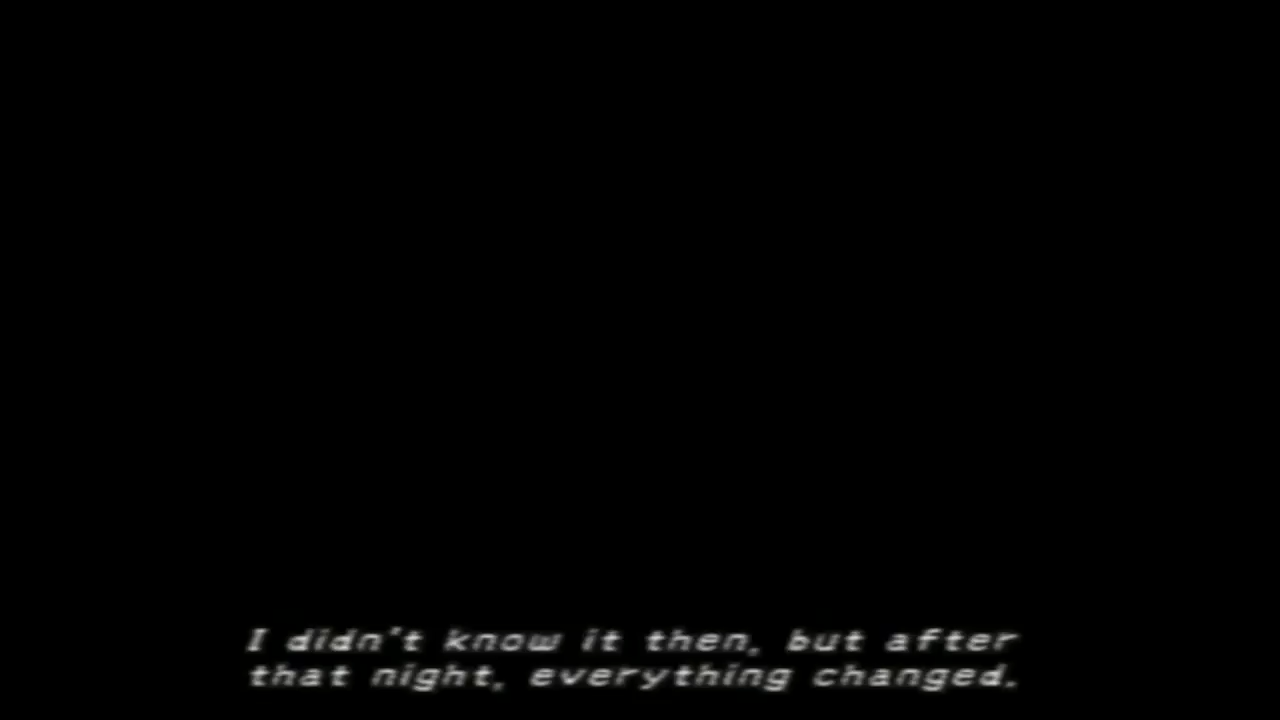 I didn't know it then, but after
that night, everything changed.